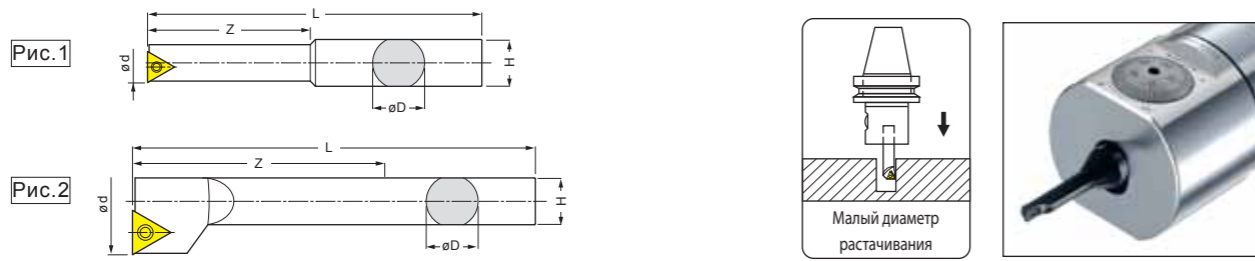 Рис.1
L
Z
ød
H
øD
Рис.2
L
Z
ød
H
øD
Малый диаметр
растачивания